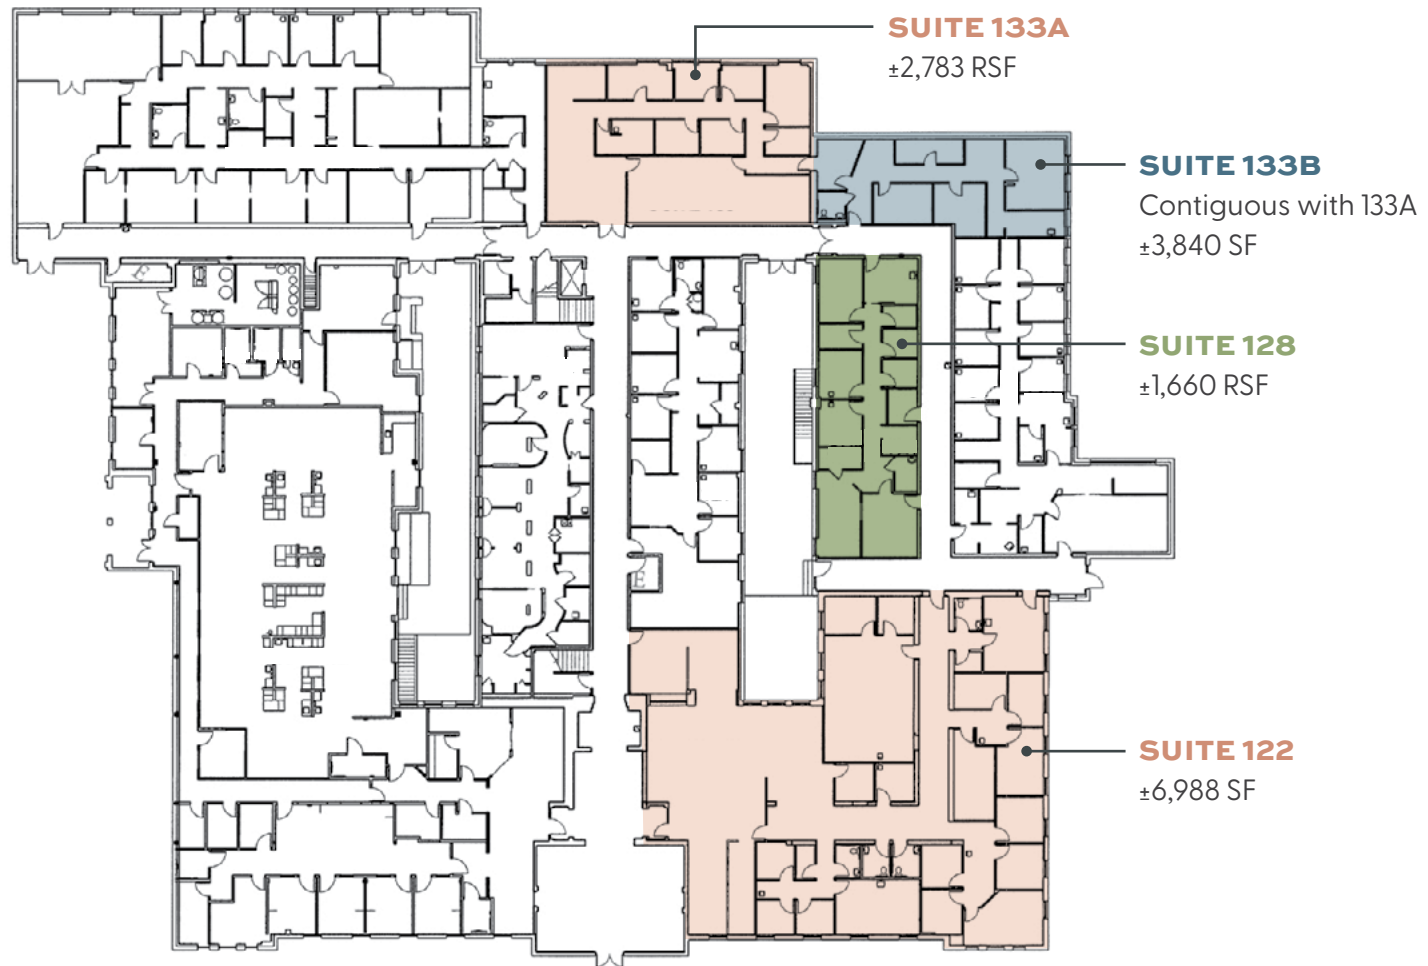 SUITE 133A
±2,783 RSF
SUITE 133B
Contiguous with 133A
±3,840 SF
SUITE 128
±1,660 RSF
E
E
SUITE 122
±6,988 SF